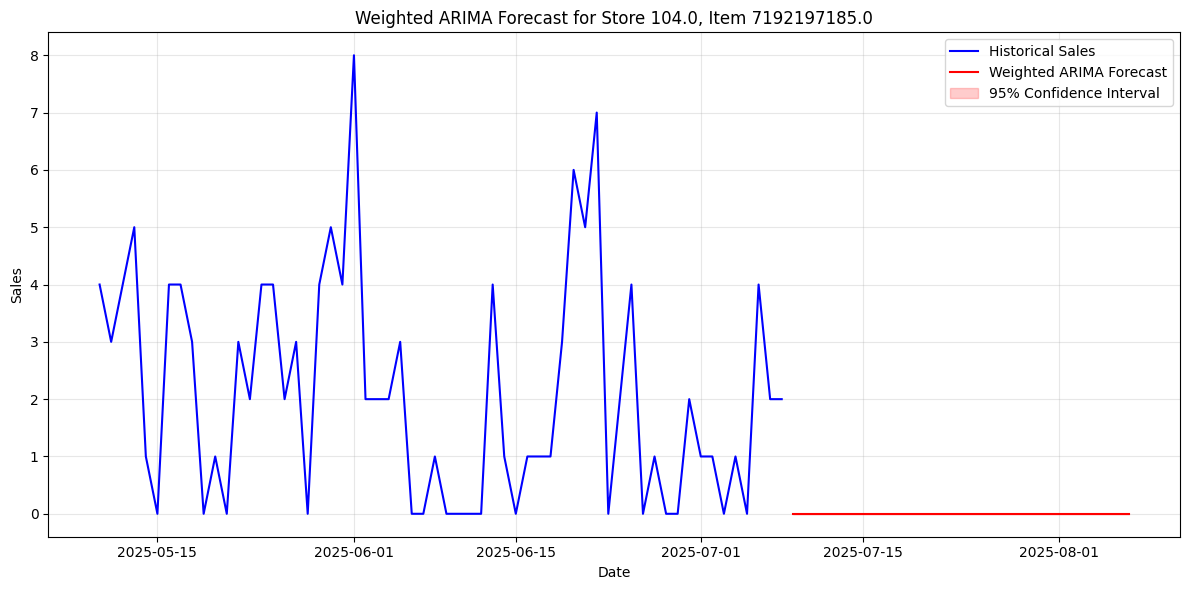 Weighted ARIMA Forecast for Store 104.0, Item 7192197185.0
Historical Sales
Weighted ARIMA Forecast
95% Confidence Interval
Sales
8
7
6
5
4
3
2
1
0
2025-05-15
2025-06-01
2025-06-15
2025-07-01
2025-07-15
2025-08-01
Date